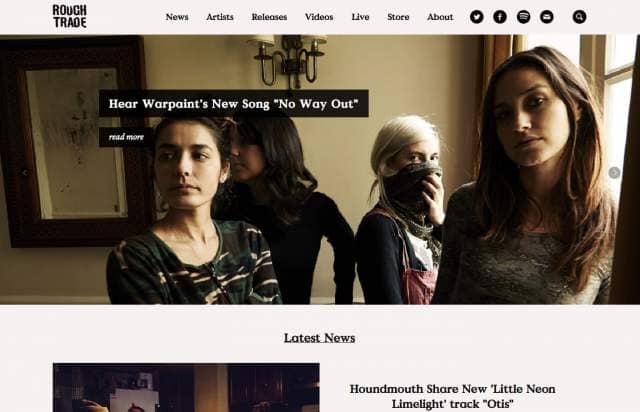 ROUGH
TRADE
News Artists Releases Videos Live Store About
Hear Warpaint's New Song "No Way Out"
read more
Latest News
Houndmouth Share New 'Little Neon
Limelight' track "Otis"